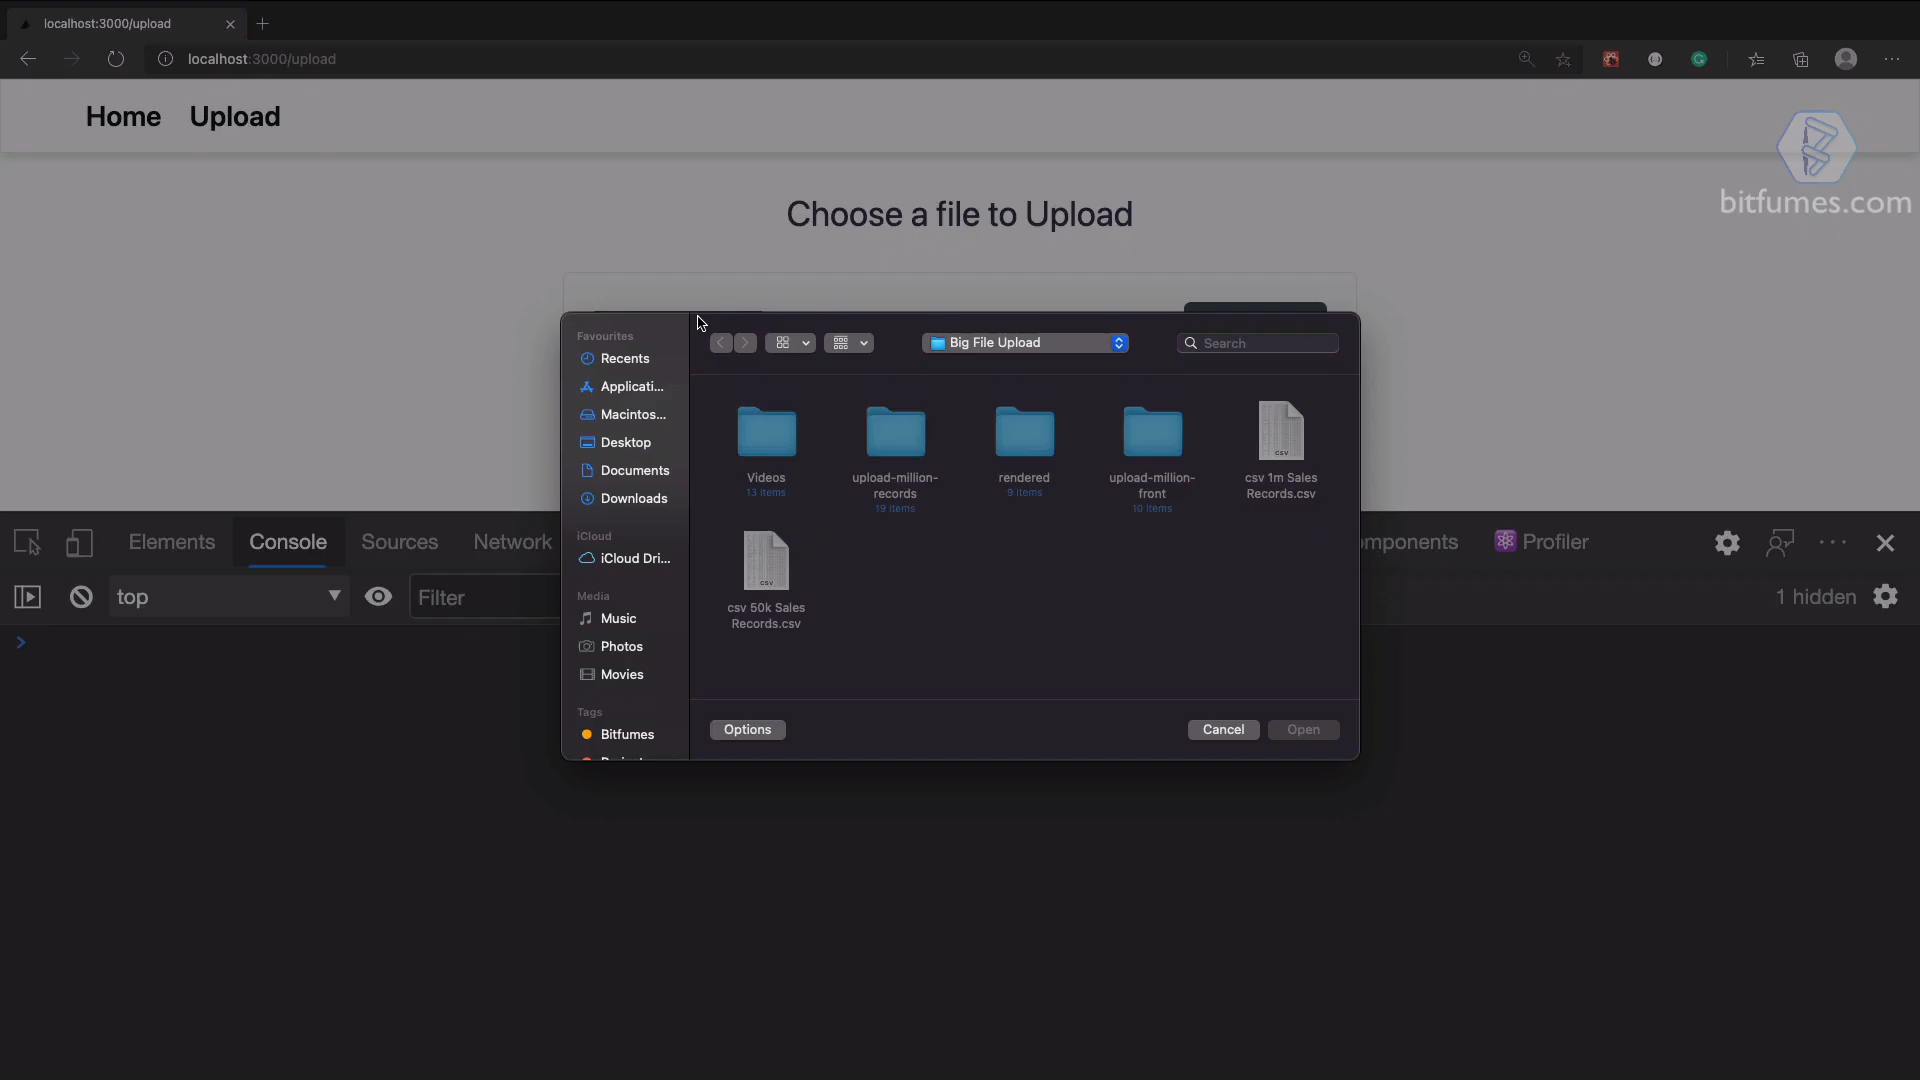 localhost:3000/upload
localhost:3000/upload
Home Upload
bitfumes.com
Choose a file to Upload
Favourites
Recents
Applicati...
Macintos...
Desktop
Documents
Downloads
iCloud
iCloud Dri...
Media
Music
Photos
Movies
Tags
Bitfumes
Big File Upload
Search
Videos
13 items
upload-million-
records
19 items
rendered
9 items
upload-million-
front
10 items
csv 1m Sales
Records.csv
CSV
csv 50k Sales
Records.csv
CSV
Options
Cancel
Open
Elements
Console
Sources
Network
mponents
Profiler
top
Filter
1 hidden